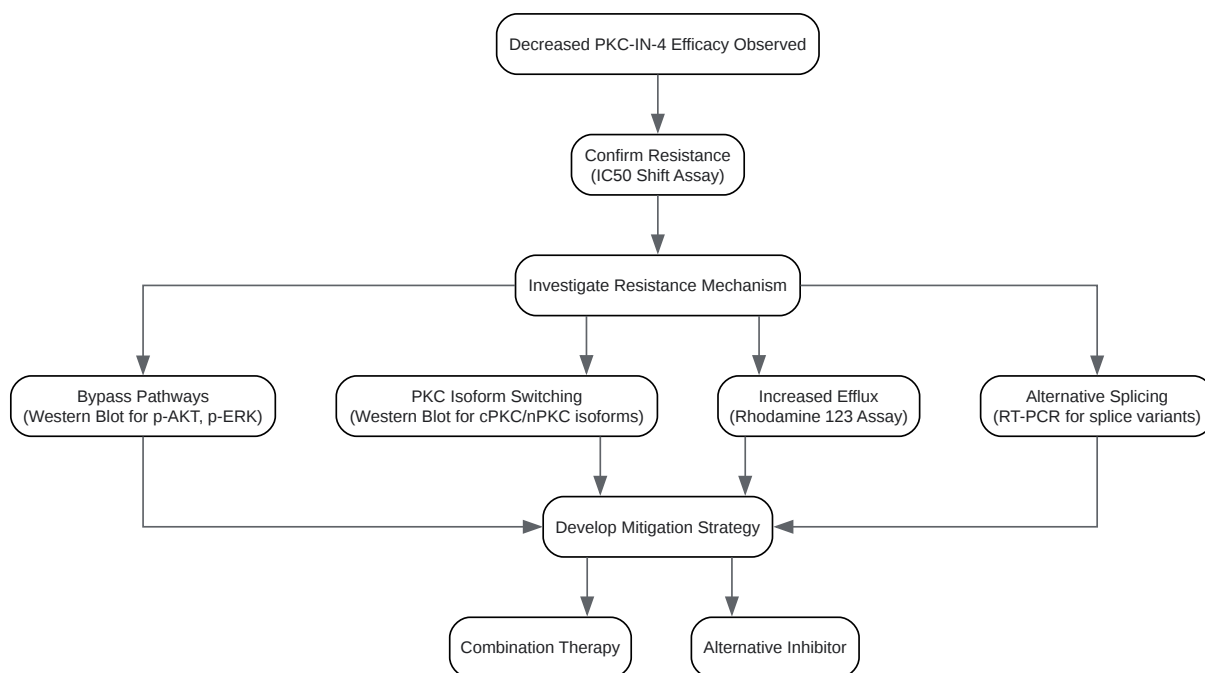 Decreased PKC-IN-4 Efficacy Observed
Confirm Resistance
(IC50 Shift Assay)
Investigate Resistance Mechanism
Bypass Pathways
(Western Blot for p-AKT, p-ERK)
PKC Isoform Switching
(Western Blot for cPKC/nPKC isoforms)
Increased Efflux
(Rhodamine 123 Assay)
Alternative Splicing
(RT-PCR for splice variants)
Develop Mitigation Strategy
Combination Therapy
Alternative Inhibitor